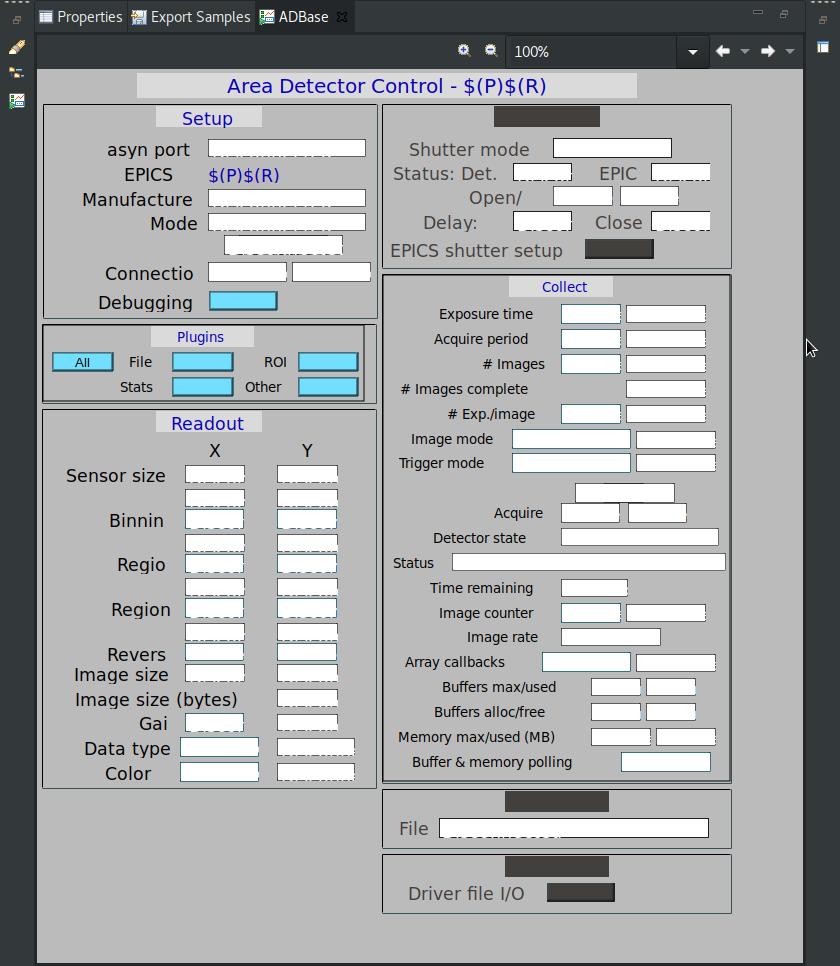 Properties Export Samples ADBase
100%
Area Detector Control - $(P)$(R)
Setup
asyn port
EPICS $(P)$(R)
Manufacture
Mode
Connectio
Debugging
Plugins
All File ROI
Stats Other
Readout
X Y
Sensor size
Binnin
Regio
Region
Revers
Image size
Image size (bytes)
Gai
Data type
Color
Shutter mode
Status: Det. EPIC
Open/
Delay: Close
EPICS shutter setup
Collect
Exposure time
Acquire period
# Images
# Images complete
# Exp./image
Image mode
Trigger mode
Acquire
Detector state
Status
Time remaining
Image counter
Image rate
Array callbacks
Buffers max/used
Buffers alloc/free
Memory max/used (MB)
Buffer & memory polling
File
Driver file I/O